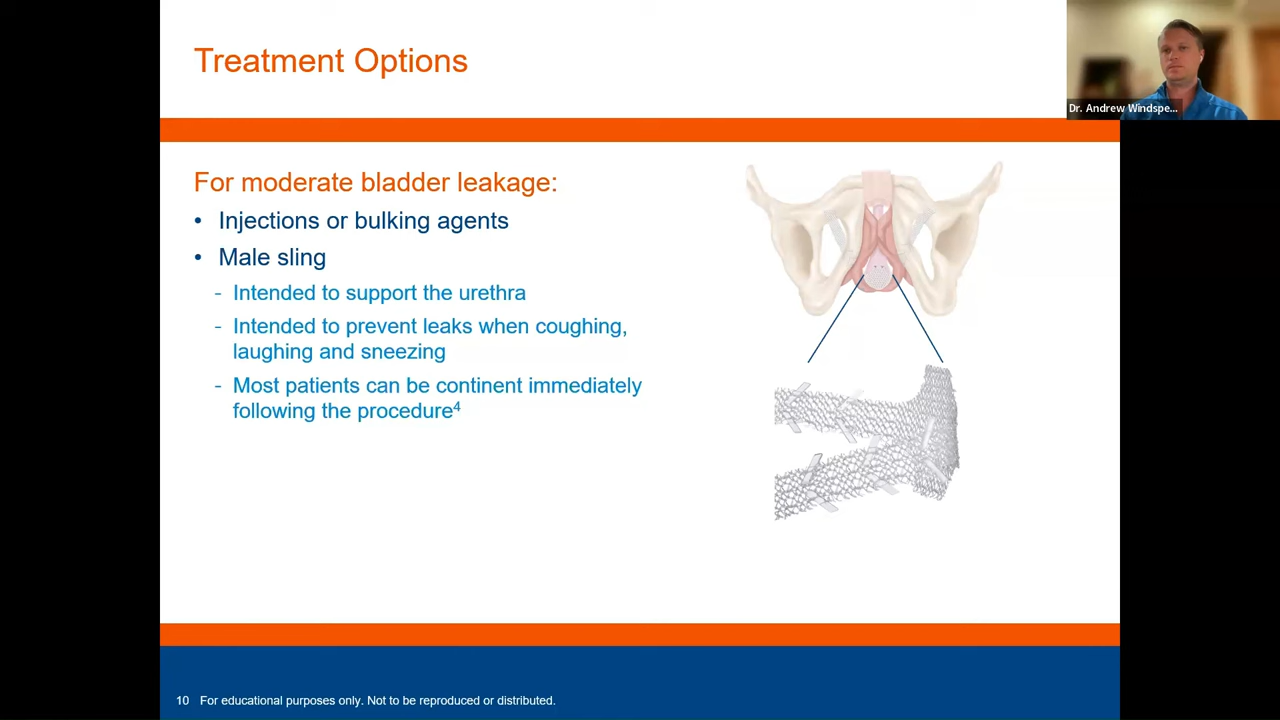 Treatment Options
Dr. Andrew Windspe...
For moderate bladder leakage:
• Injections or bulking agents
• Male sling
- Intended to support the urethra
- Intended to prevent leaks when coughing,
laughing and sneezing
- Most patients can be continent immediately
following the procedure⁴
10 For educational purposes only. Not to be reproduced or distributed.